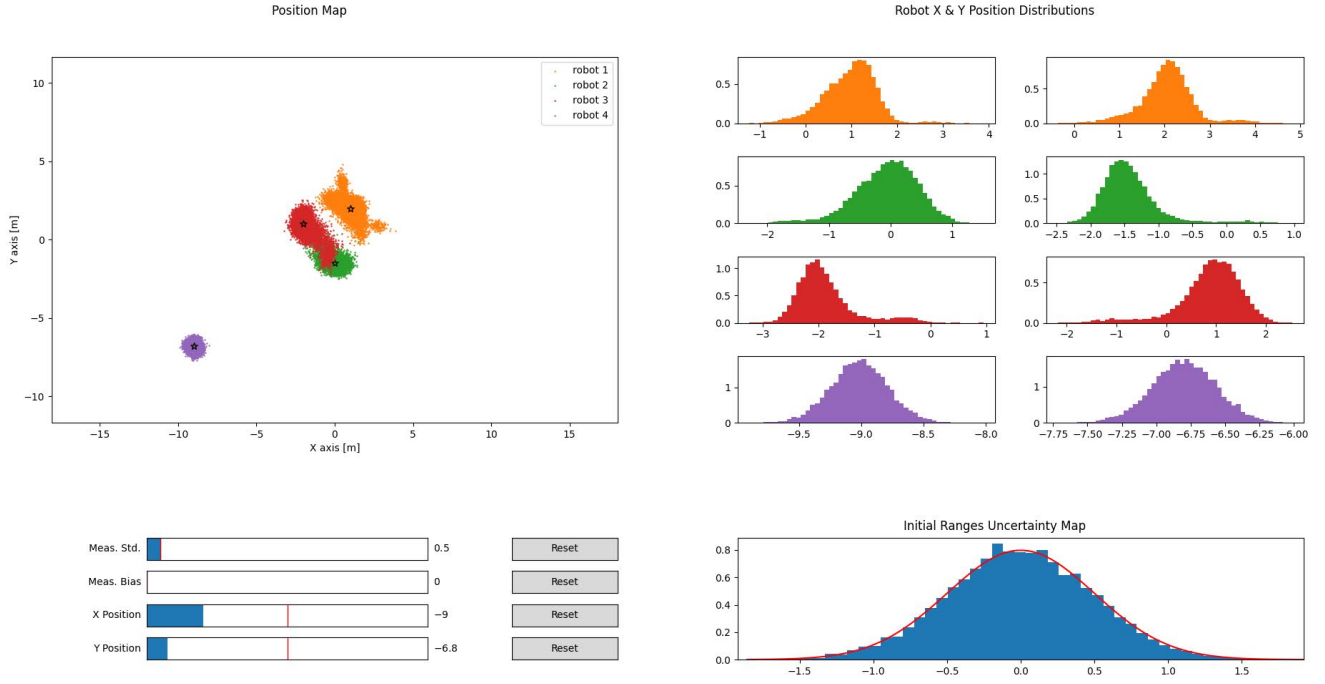 Position Map
Robot X & Y Position Distributions
robot 1
robot 2
robot 3
robot 4
10
5
0
−5
−10
−15
−10
−5
0
5
10
15
Y axis [m]
X axis [m]
0.5
0.0
−1 0 1 2 3 4
0.5
0.0
0 1 2 3 4 5
0.5
0.0
−2 −1 0 1
1.0
0.5
0.0
−2.0 −1.5 −1.0 −0.5 0.0 0.5 1.0
1.0
0.5
0.0
−3 −2 −1 0 1
0.5
0.0
−2 −1 0 1 2
1
0
−9.5 −9.0 −8.5 −8.0
1
0
−7.75 −7.50 −7.25 −7.00 −6.75 −6.50 −6.25 −6.00
Meas. Std. 0.5 Reset
Meas. Bias 0 Reset
X Position −9 Reset
Y Position −6.8 Reset
Initial Ranges Uncertainty Map
0.8
0.6
0.4
0.2
0.0
−1.5 −1.0 −0.5 0.0 0.5 1.0 1.5